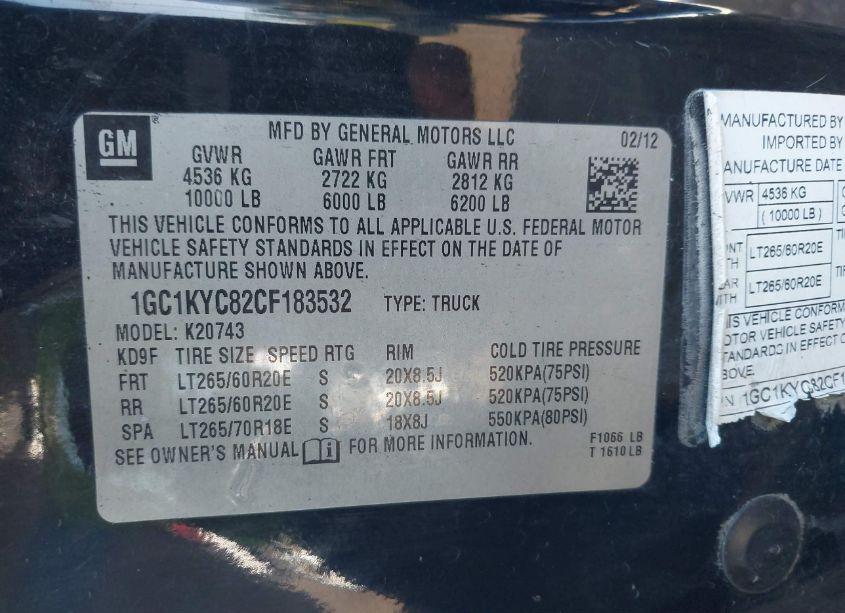 GM
MFD BY GENERAL MOTORS LLC 02/12
GVWR GAWR FRT GAWR RR
4536 KG 2722 KG 2812 KG
10000 LB 6000 LB 6200 LB
THIS VEHICLE CONFORMS TO ALL APPLICABLE U.S. FEDERAL MOTOR
VEHICLE SAFETY STANDARDS IN EFFECT ON THE DATE OF
MANUFACTURE SHOWN ABOVE.
1GC1KYC82CF183532 TYPE: TRUCK
MODEL: K20743
KD9F TIRE SIZE SPEED RTG RIM COLD TIRE PRESSURE
FRT LT265/60R20E S 20X8.5J 520KPA(75PSI)
RR LT265/60R20E S 20X8.5J 520KPA(75PSI)
SPA LT265/70R18E S 18X8J 550KPA(80PSI)
SEE OWNER'S MANUAL FOR MORE INFORMATION.
F1066 LB
T 1610 LB
MANUFACTURED BY
IMPORTED BY
ANUFACTURE DATE
VWR 4536 KG
( 10000 LB )
LT265/60R20E
LT265/60R20E
WITH
IS VEHICLE CONFORM
OTOR VEHICLE SAFETY
TANDARDS IN EFFECT
BOVE.
1GC1KYC82CF1